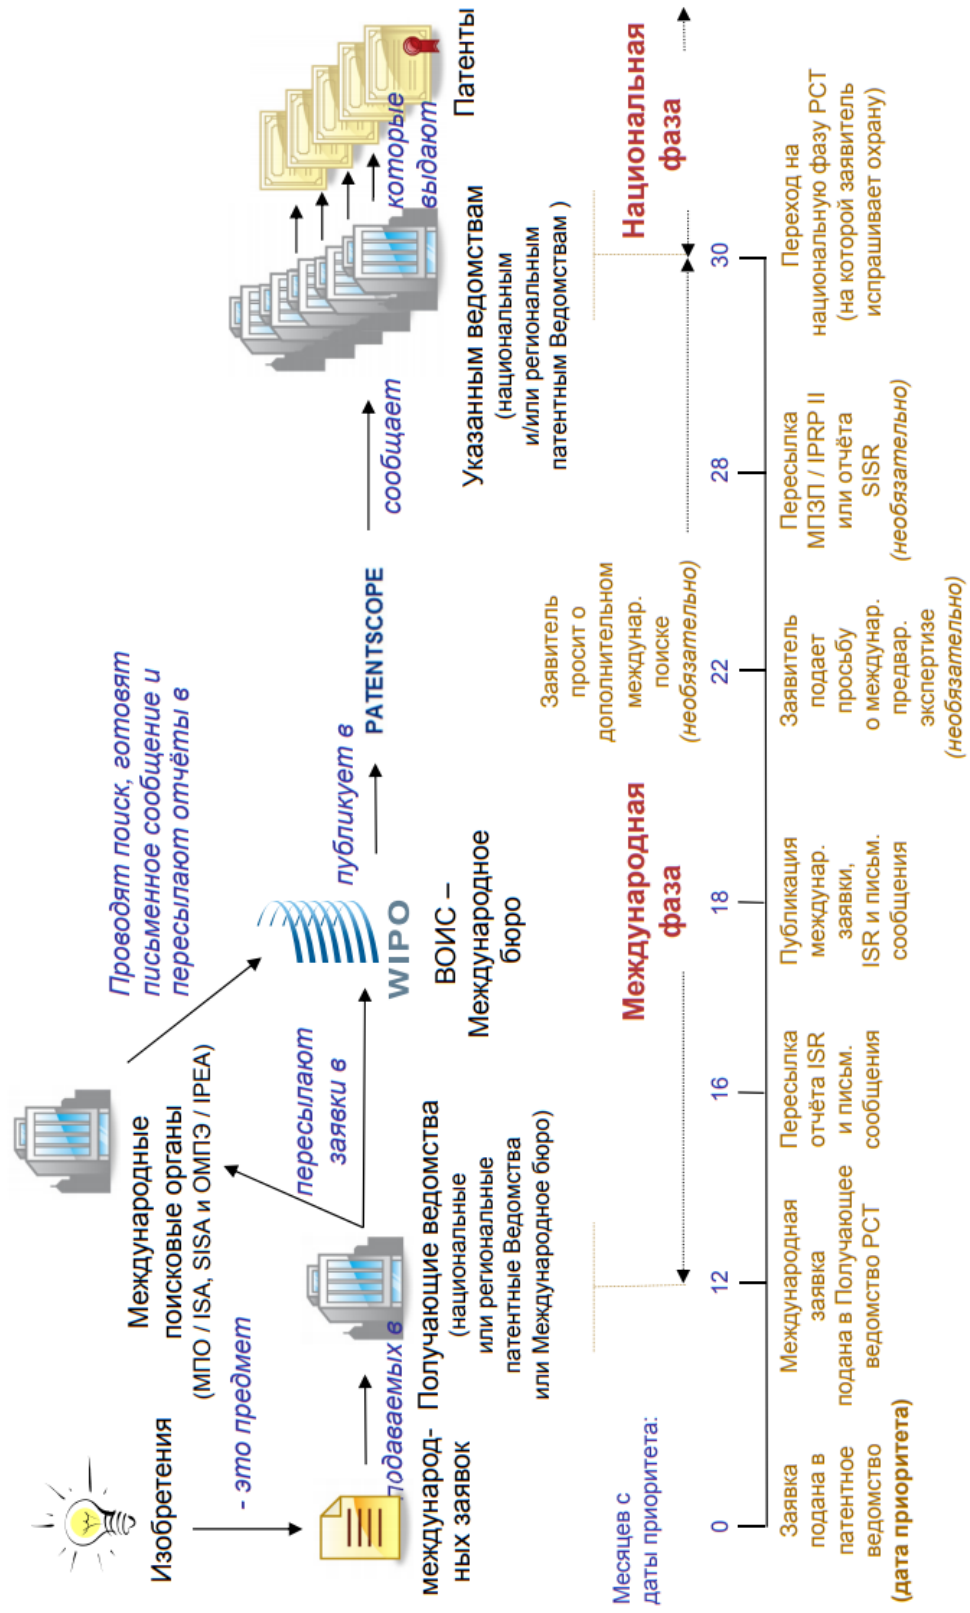 Изобретения
- это предмет
международ-
ных заявок
подаваемых в
Получающие ведомства
(национальные
или региональные
патентные Ведомства
или Международное бюро)
Международные
поисковые органы
(МПО / ISA, SISA и ОМПЭ / IPEA)
пересылают
заявки в
Проводят поиск, готовят
письменное сообщение и
пересылают отчёты в
WIPO
ВОИС –
Международное
бюро
публикует в
PATENTSCOPE
сообщает
Указанным ведомствам
(национальным
и/или региональным
патентным Ведомствам )
которые
выдают
Патенты
Международная
фаза
Национальная
фаза
Заявитель
просит о
дополнительном
междунар.
поиске
(необязательно)
Месяцев с
даты приоритета:
0
12
16
18
22
28
30
Заявка
подана в
патентное
ведомство
(дата приоритета)
Международная
заявка
подана в Получающее
ведомство РСТ
Пересылка
отчёта ISR
и письм.
сообщения
Публикация
междунар.
заявки,
ISR и письм.
сообщения
Заявитель
подает
просьбу
о междунар.
предвар.
экспертизе
(необязательно)
Пересылка
МПЗП / IPRP II
или отчёта
SISR
(необязательно)
Переход на
национальную фазу РСТ
(на которой заявитель
испрашивает охрану)